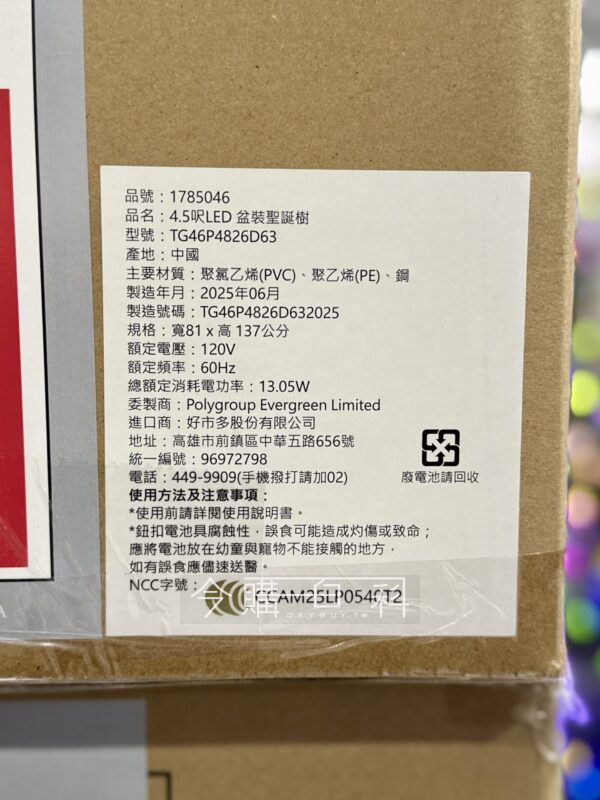 品號：1785046
品名：4.5呎LED 盆裝聖誕樹
型號：TG46P4826D63
產地：中國
主要材質：聚氯乙烯(PVC)、聚乙烯(PE)、鋼
製造年月：2025年06月
製造號碼：TG46P4826D632025
規格：寬81 x 高 137公分
額定電壓：120V
額定頻率：60Hz
總額定消耗電功率：13.05W
委製商：Polygroup Evergreen Limited
進口商：好市多股份有限公司
地址：高雄市前鎮區中華五路656號
統一編號：96972798
電話：449-9909(手機撥打請加02)
廢電池請回收
使用方法及注意事項：
*使用前請詳閱使用說明書。
*鈕扣電池具腐蝕性，誤食可能造成灼傷或致命；
應將電池放在幼童與寵物不能接觸的地方，
如有誤食應儘速送醫。
NCC字號：
CCAM25LP0540T2
今購百科
DAYBUY.TW